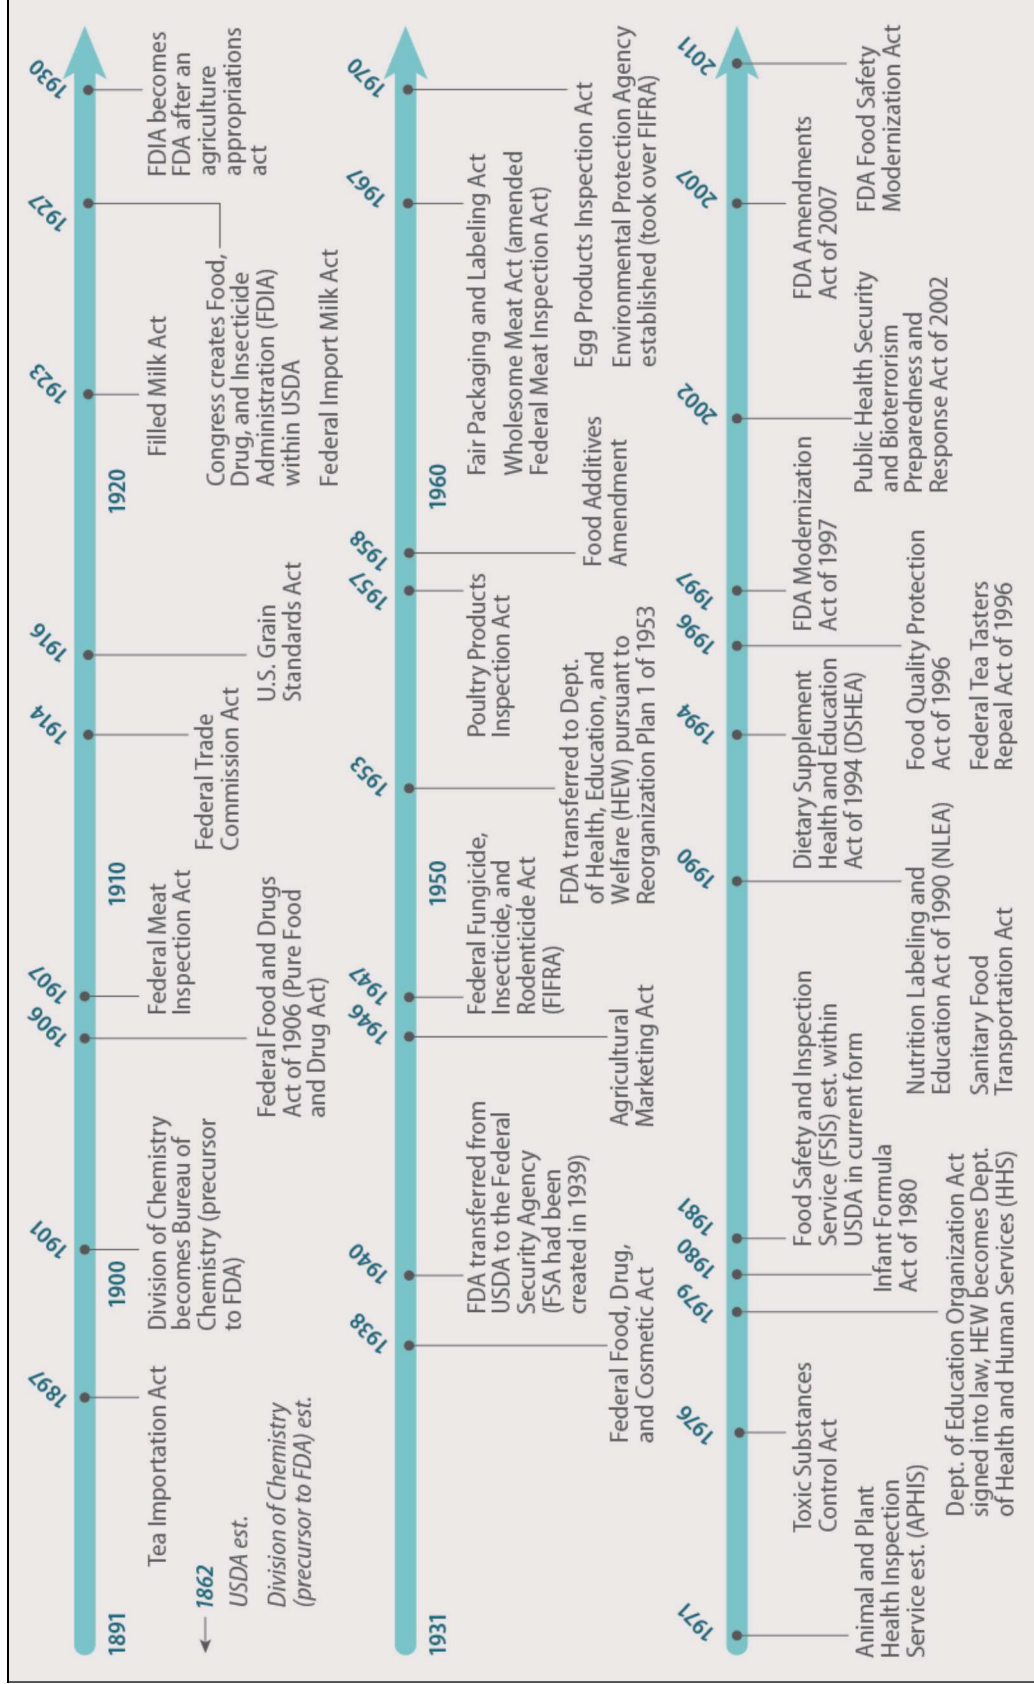 1897
1901
1906
1907
1914
1916
1923
1927
1930
1891
1900
1910
1920
1862
USDA est.
Division of Chemistry
(precursor to FDA) est.
Tea Importation Act
Division of Chemistry
becomes Bureau of
Chemistry (precursor
to FDA)
Federal Food and Drugs
Act of 1906 (Pure Food
and Drug Act)
Federal Meat
Inspection Act
Federal Trade
Commission Act
U.S. Grain
Standards Act
Filled Milk Act
Congress creates Food,
Drug, and Insecticide
Administration (FDIA)
within USDA
Federal Import Milk Act
FDIA becomes
FDA after an
agriculture
appropriations
act
1938
1940
1946
1947
1953
1957
1958
1967
1970
1931
1950
1960
Federal Food, Drug,
and Cosmetic Act
FDA transferred from
USDA to the Federal
Security Agency
(FSA had been
created in 1939)
Agricultural
Marketing Act
Federal Fungicide,
Insecticide, and
Rodenticide Act
(FIFRA)
FDA transferred to Dept.
of Health, Education, and
Welfare (HEW) pursuant to
Reorganization Plan 1 of 1953
Poultry Products
Inspection Act
Food Additives
Amendment
Fair Packaging and Labeling Act
Wholesome Meat Act (amended
Federal Meat Inspection Act)
Egg Products Inspection Act
Environmental Protection Agency
established (took over FIFRA)
1971
1976
1979
1980
1981
1990
1994
1996
1997
2002
2007
2011
Animal and Plant
Health Inspection
Service est. (APHIS)
Toxic Substances
Control Act
Dept. of Education Organization Act
signed into law, HEW becomes Dept.
of Health and Human Services (HHS)
Infant Formula
Act of 1980
Food Safety and Inspection
Service (FSIS) est. within
USDA in current form
Nutrition Labeling and
Education Act of 1990 (NLEA)
Sanitary Food
Transportation Act
Dietary Supplement
Health and Education
Act of 1994 (DSHEA)
Food Quality Protection
Act of 1996
Federal Tea Tasters
Repeal Act of 1996
FDA Modernization
Act of 1997
Public Health Security
and Bioterrorism
Preparedness and
Response Act of 2002
FDA Amendments
Act of 2007
FDA Food Safety
Modernization Act